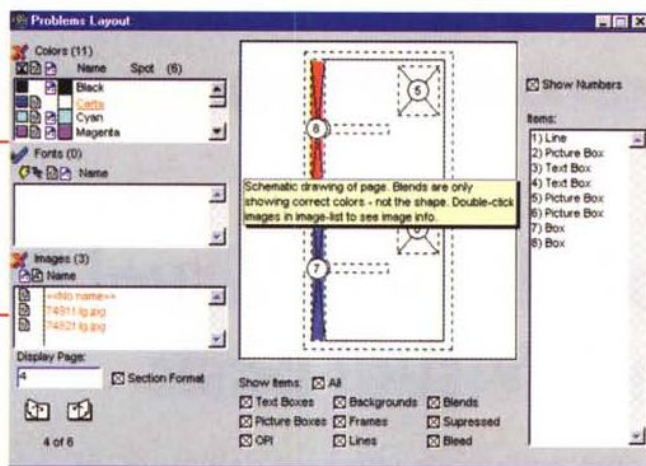 Problems Layout
Colors (11)
Name Spot (6)
Black
Carta
Cyan
Magenta
Fonts (0)
Name
Images (3)
Name
<<No name>>
74911.lg.jpg
74921.lg.jpg
Display Page:
4
Section Format
4 of 6
5
8
Schematic drawing of page. Blends are only
showing correct colors - not the shape. Double-click
images in image-list to see image info.
7
Show Items: All
Text Boxes Backgrounds Blends
Picture Boxes Frames Supressed
OPI Lines Bleed
Show Numbers
Items:
1) Line
2) Picture Box
3) Text Box
4) Text Box
5) Picture Box
6) Picture Box
7) Box
8) Box